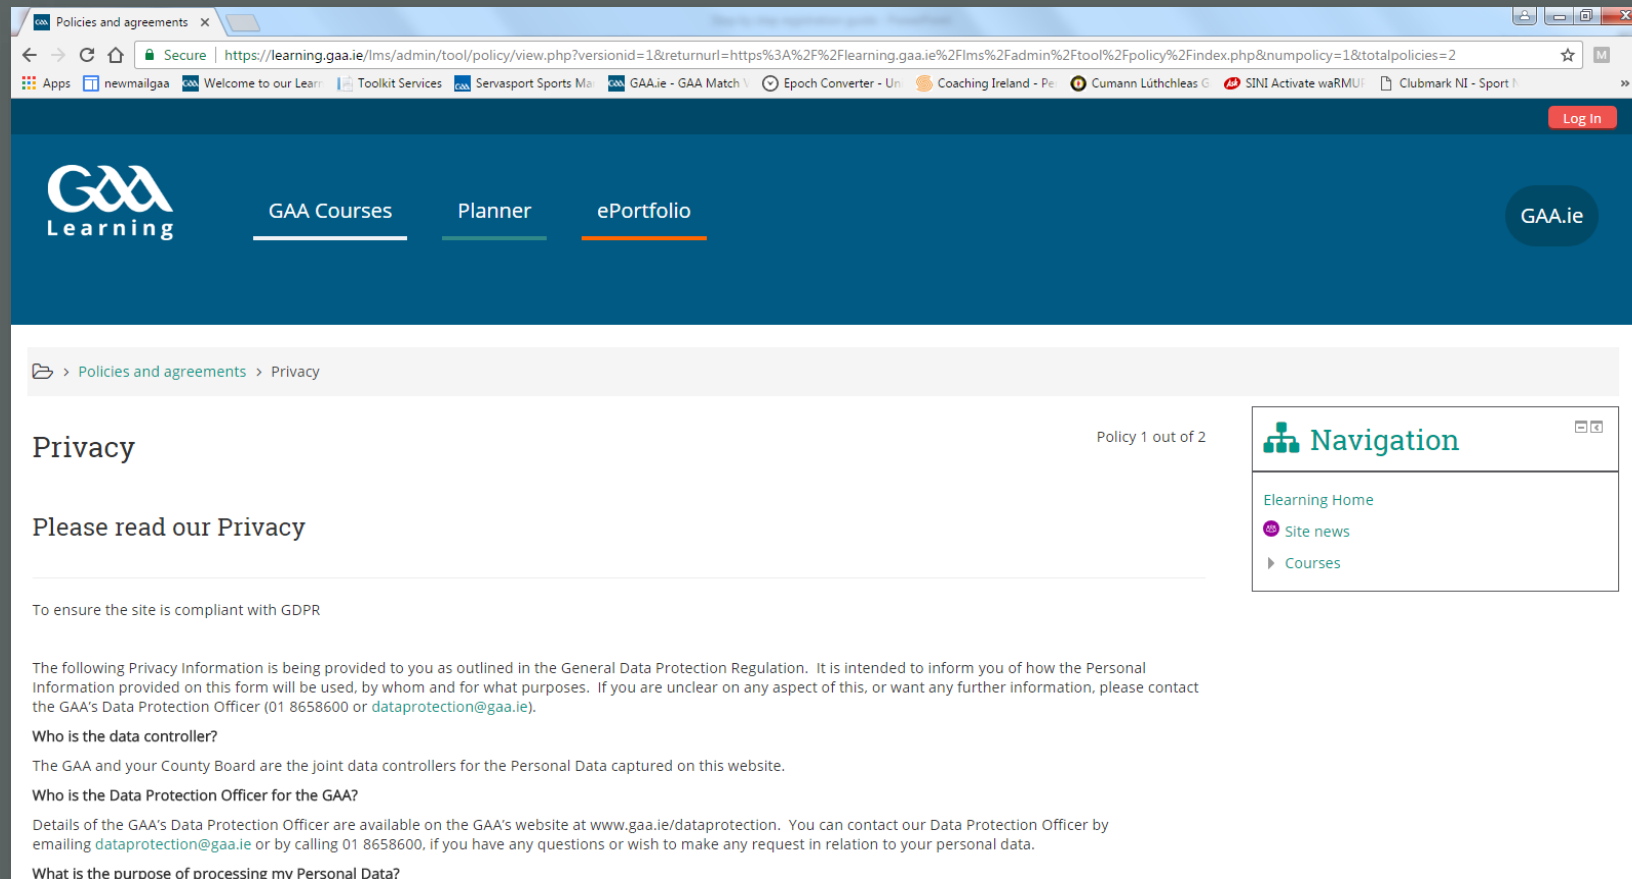 Policies and agreements
Secure | https://learning.gaa.ie/lms/admin/tool/policy/view.php?versionid=1&returnurl=https%3A%2F%2Flearning.gaa.ie%2Flms%2Fadmin%2Ftool%2Fpolicy%2Findex.php&numpolicy=1&totalpolicies=2
M
Apps newmailgaa Welcome to our Learn Toolkit Services Servasport Sports Ma GAA.ie - GAA Match Epoch Converter - Un Coaching Ireland - Pe Cumann Lúthchleas G SINI Activate waRMUP Clubmark NI - Sport
Log In
GAA
Learning
GAA Courses Planner ePortfolio
GAA.ie
> Policies and agreements > Privacy
Privacy
Policy 1 out of 2
Navigation
Please read our Privacy
Elearning Home
Site news
Courses
To ensure the site is compliant with GDPR
The following Privacy Information is being provided to you as outlined in the General Data Protection Regulation. It is intended to inform you of how the Personal
Information provided on this form will be used, by whom and for what purposes. If you are unclear on any aspect of this, or want any further information, please contact
the GAA's Data Protection Officer (01 8658600 or dataprotection@gaa.ie).
Who is the data controller?
The GAA and your County Board are the joint data controllers for the Personal Data captured on this website.
Who is the Data Protection Officer for the GAA?
Details of the GAA's Data Protection Officer are available on the GAA's website at www.gaa.ie/dataprotection. You can contact our Data Protection Officer by
emailing dataprotection@gaa.ie or by calling 01 8658600, if you have any questions or wish to make any request in relation to your personal data.
What is the purpose of processing my Personal Data?